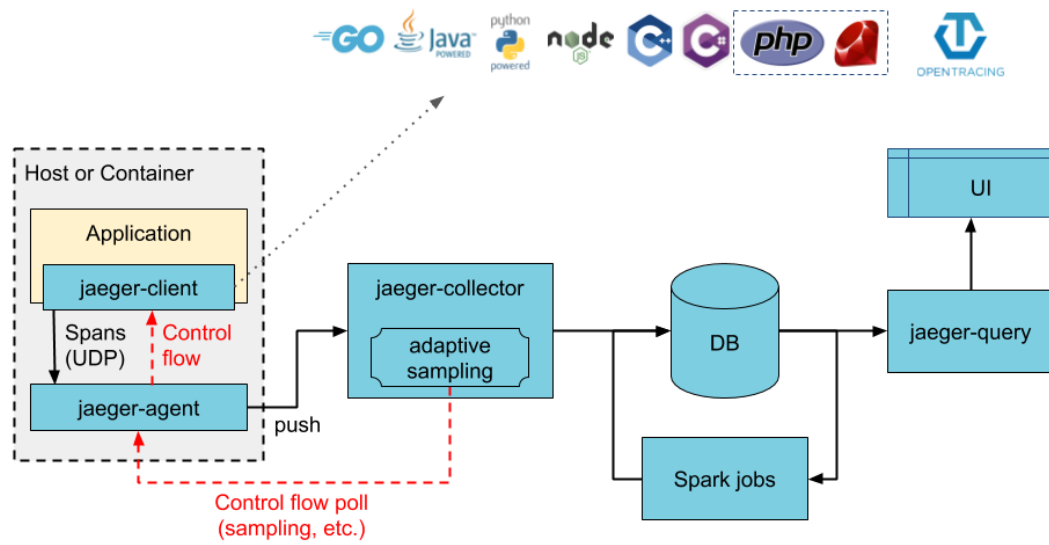 GO
Java
POWERED
python
powered
node
JS
C++
C#
php
OPENTRACING
Host or Container
Application
jaeger-client
Spans
(UDP)
Control
flow
jaeger-agent
push
jaeger-collector
adaptive
sampling
Control flow poll
(sampling, etc.)
DB
Spark jobs
UI
jaeger-query